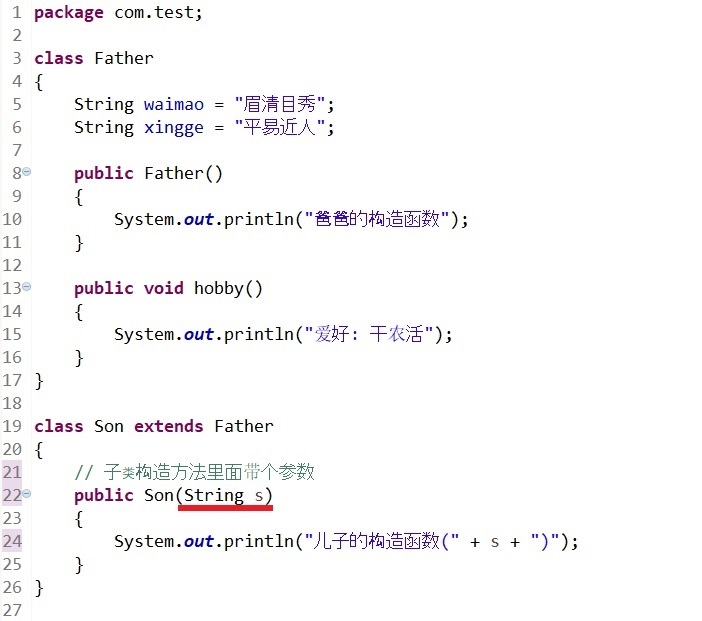 1 package com.test;
2
3 class Father
4 {
5     String waimao = "眉清目秀";
6     String xingge = "平易近人";
7
8     public Father()
9     {
10         System.out.println("爸爸的构造函数");
11     }
12
13     public void hobby()
14     {
15         System.out.println("爱好: 干农活");
16     }
17 }
18
19 class Son extends Father
20 {
21     // 子类构造方法里面带个参数
22     public Son(String s)
23     {
24         System.out.println("儿子的构造函数(" + s + ")");
25     }
26 }
27